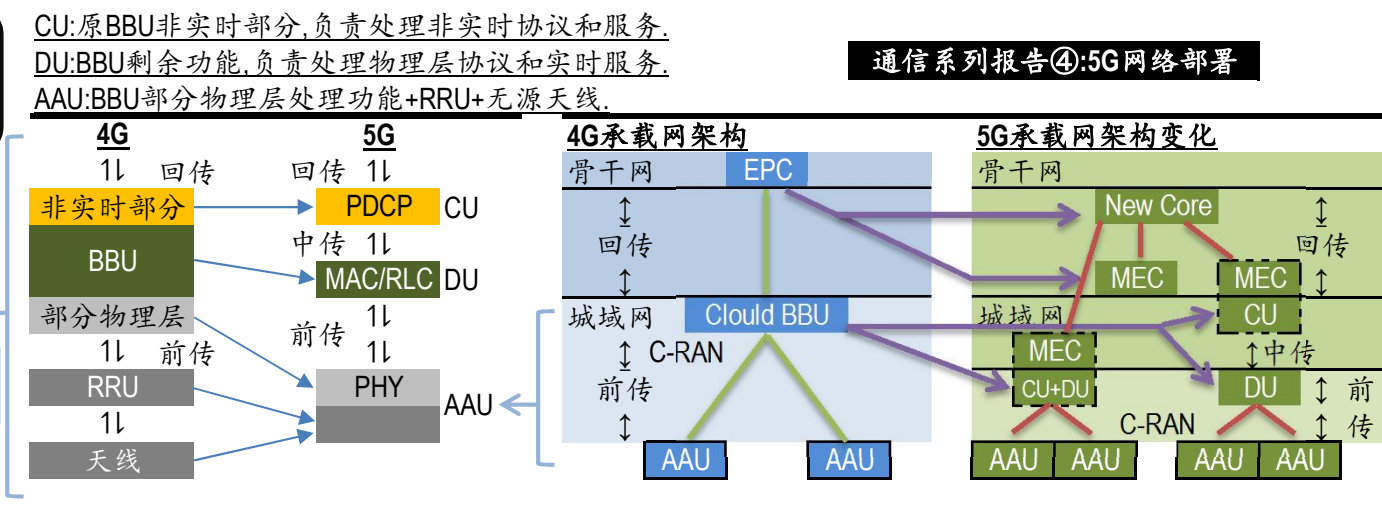 CU:原BBU非实时部分,负责处理非实时协议和服务.
DU:BBU剩余功能,负责处理物理层协议和实时服务.
AAU:BBU部分物理层处理功能+RRU+无源天线.
通信系列报告④:5G网络部署
4G
5G
1⇂ 回传
回传 1⇂
非实时部分
PDCP CU
中传 1⇂
BBU
MAC/RLC DU
部分物理层
前传 1⇂
1⇂ 前传
1⇂
RRU
PHY
AAU
1⇂
天线
4G承载网架构
骨干网 EPC
↕
回传
↕
城域网 Clould BBU
↕ C-RAN
前传
↕
AAU AAU
5G承载网架构变化
骨干网
New Core ↕
回传
MEC MEC ↕
城域网 CU
MEC ↕中传
CU+DU DU ↕ 前
C-RAN ↕ 传
AAU AAU AAU AAU